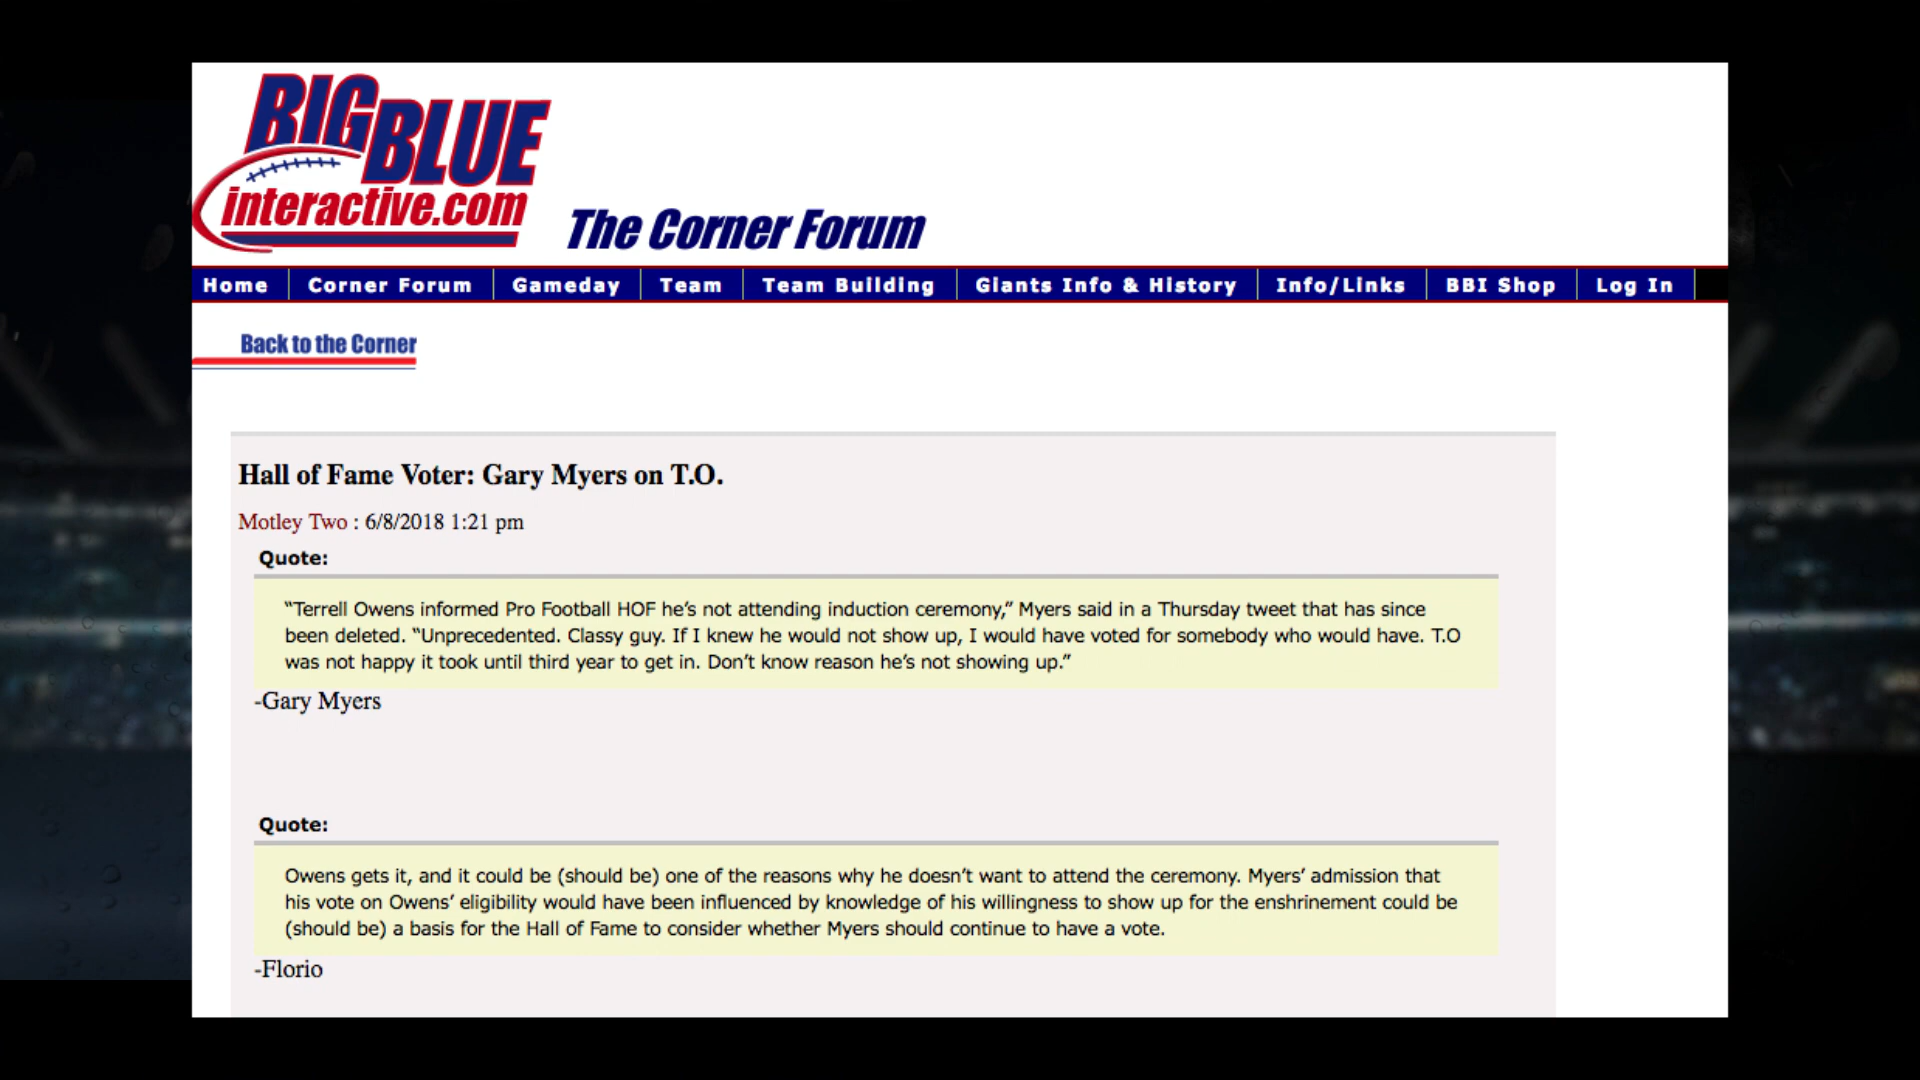 BIG BLUE
interactive.com
The Corner Forum
Home Corner Forum Gameday Team Team Building Giants Info & History Info/Links BBI Shop Log In
Back to the Corner
Hall of Fame Voter: Gary Myers on T.O.
Motley Two : 6/8/2018 1:21 pm
Quote:
“Terrell Owens informed Pro Football HOF he’s not attending induction ceremony,” Myers said in a Thursday tweet that has since
been deleted. “Unprecedented. Classy guy. If I knew he would not show up, I would have voted for somebody who would have. T.O
was not happy it took until third year to get in. Don’t know reason he’s not showing up.”
-Gary Myers
Quote:
Owens gets it, and it could be (should be) one of the reasons why he doesn’t want to attend the ceremony. Myers’ admission that
his vote on Owens’ eligibility would have been influenced by knowledge of his willingness to show up for the enshrinement could be
(should be) a basis for the Hall of Fame to consider whether Myers should continue to have a vote.
-Florio